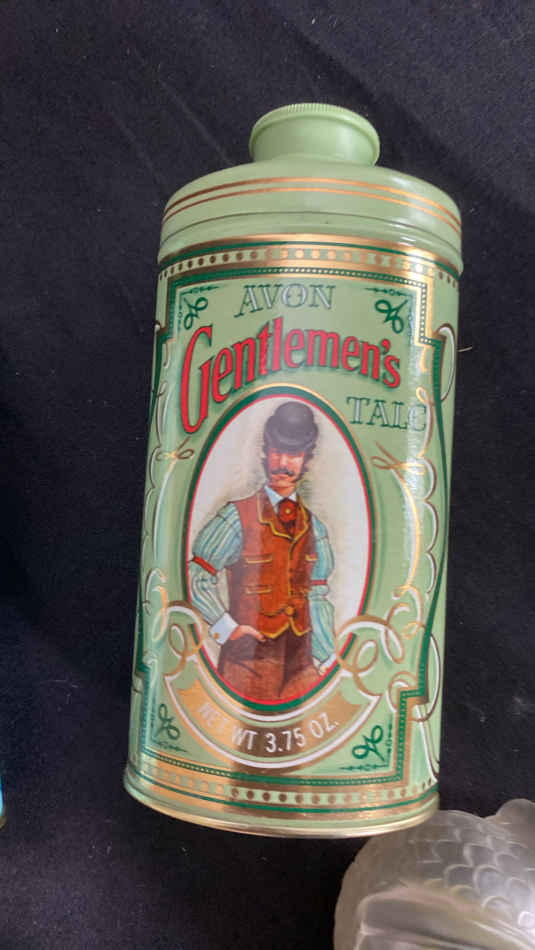 AVON
Gentlemen's
TALC
NET WT 3.75 OZ.